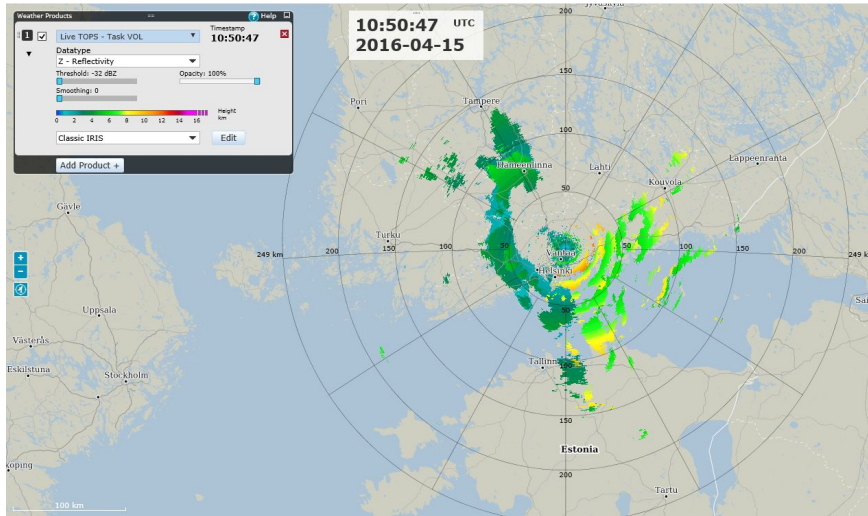 Weather Products
Help
1
Live TOPS - Task VOL
Timestamp
10:50:47
Datatype
Z - Reflectivity
Threshold: -32 dBZ
Opacity: 100%
Smoothing: 0
0 2 4 6 8 10 12 14 16
Height
km
Classic IRIS
Edit
Add Product +
10:50:47 UTC
2016-04-15
200
Jyväskylä
150
Pori
Tampere
100
Hämeenlinna
Lahti
Lappeenranta
Kouvola
50
Gävle
Turku
249 km
200
150
100
50
Vantaa
50
100
150
200
249 km
Helsinki
+
−
Uppsala
50
Västerås
Eskilstuna
Stockholm
Tallinn
100
150
Estonia
200
köping
Tartu
100 km